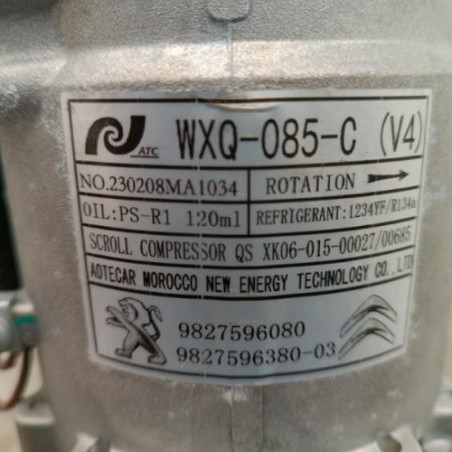 ATC WXQ-085-C (V4)
NO.230208MA1034 ROTATION
OIL:PS-R1 120ml REFRIGERANT:1234YF/R134a
SCROLL COMPRESSOR QS XK06-015-00027/00685
AOTECAR MOROCCO NEW ENERGY TECHNOLOGY CO.,LTD
9827596080
9827596380-03